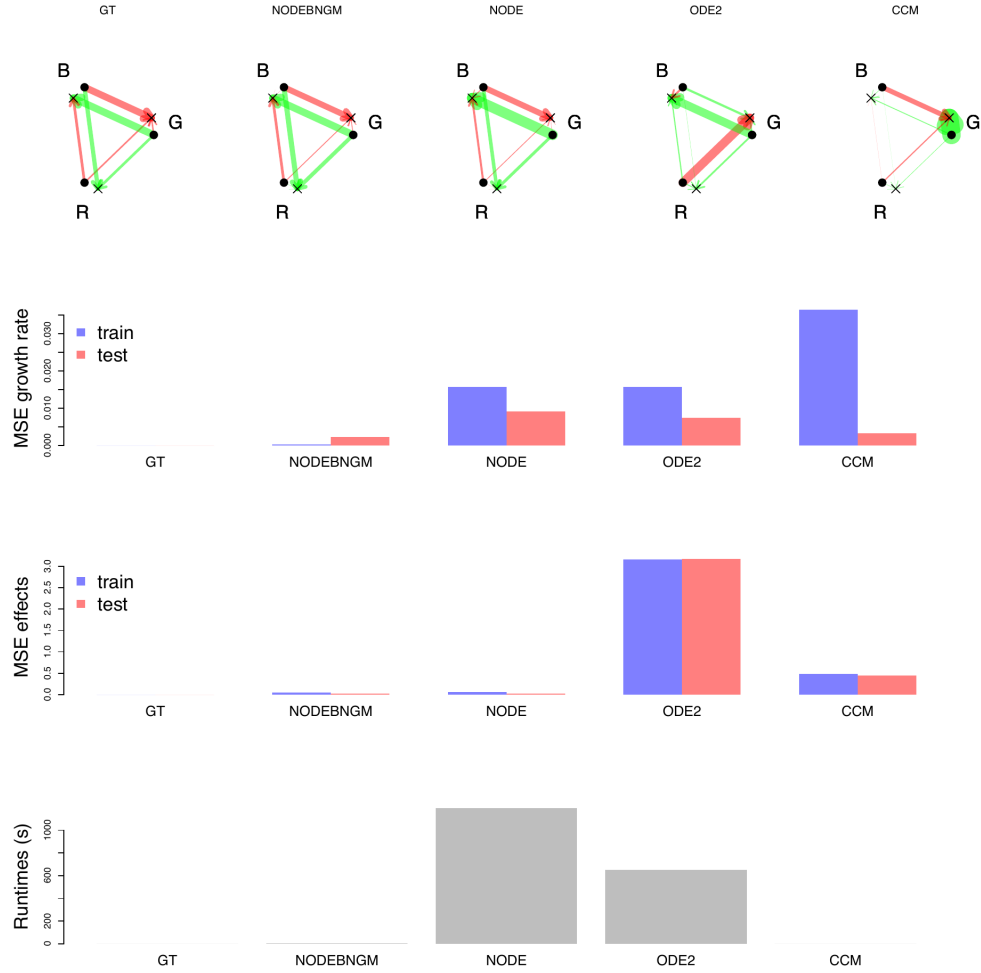 GT NODEBNGM NODE ODE2 CCM
B B B B B
G G G G G
R R R R R
MSE growth rate
0.000 0.010 0.020 0.030
train
test
GT NODEBNGM NODE ODE2 CCM
MSE effects
0.0 0.5 1.0 1.5 2.0 2.5 3.0
train
test
GT NODEBNGM NODE ODE2 CCM
Runtimes (s)
0 200 600 1000
GT NODEBNGM NODE ODE2 CCM